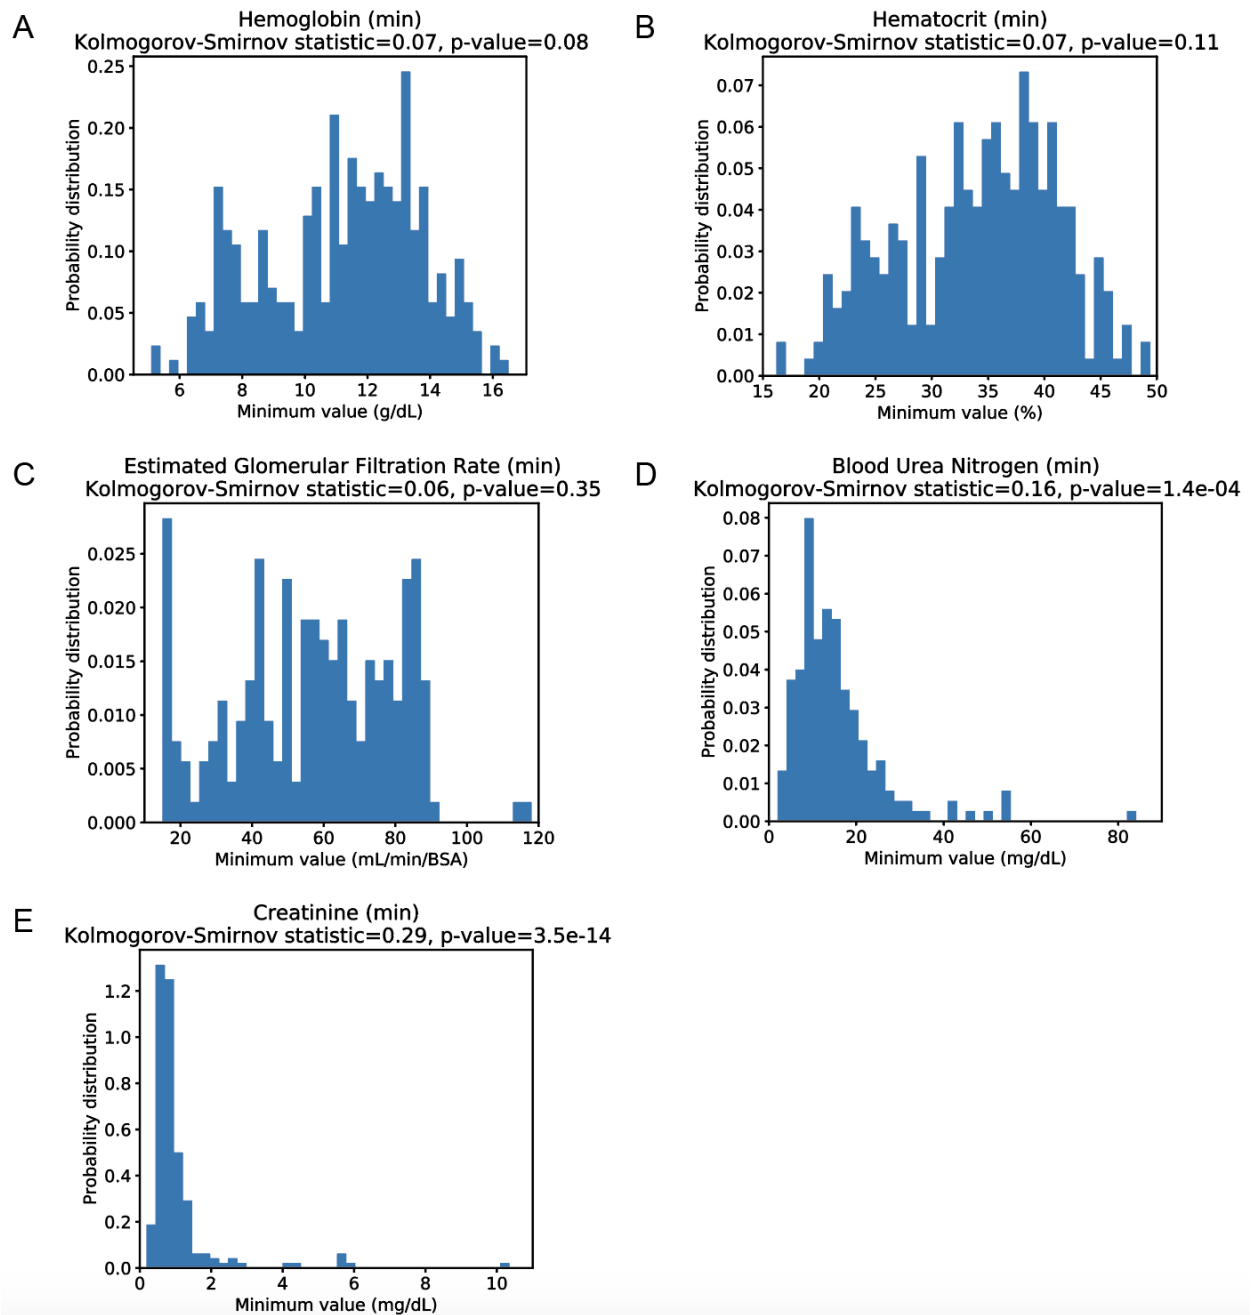 A
Hemoglobin (min)
Kolmogorov-Smirnov statistic=0.07, p-value=0.08
0.25
0.20
0.15
0.10
0.05
0.00
Probability distribution
6 8 10 12 14 16
Minimum value (g/dL)
B
Hematocrit (min)
Kolmogorov-Smirnov statistic=0.07, p-value=0.11
0.07
0.06
0.05
0.04
0.03
0.02
0.01
0.00
Probability distribution
15 20 25 30 35 40 45 50
Minimum value (%)
C
Estimated Glomerular Filtration Rate (min)
Kolmogorov-Smirnov statistic=0.06, p-value=0.35
0.025
0.020
0.015
0.010
0.005
0.000
Probability distribution
20 40 60 80 100 120
Minimum value (mL/min/BSA)
D
Blood Urea Nitrogen (min)
Kolmogorov-Smirnov statistic=0.16, p-value=1.4e-04
0.08
0.07
0.06
0.05
0.04
0.03
0.02
0.01
0.00
Probability distribution
0 20 40 60 80
Minimum value (mg/dL)
E
Creatinine (min)
Kolmogorov-Smirnov statistic=0.29, p-value=3.5e-14
1.2
1.0
0.8
0.6
0.4
0.2
0.0
Probability distribution
0 2 4 6 8 10
Minimum value (mg/dL)